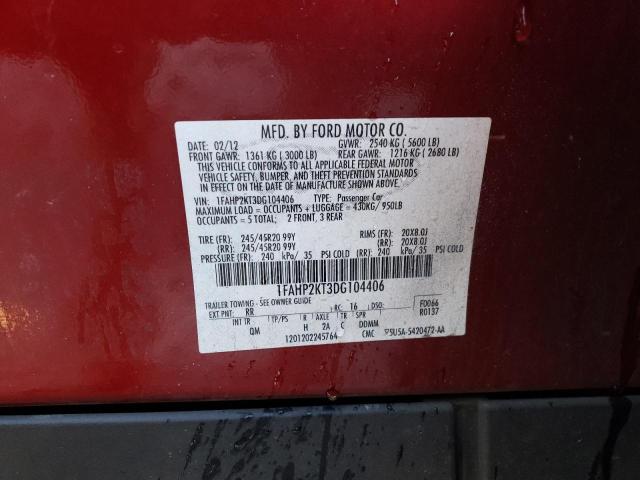 MFD. BY FORD MOTOR CO.
DATE: 02/12 GVWR: 2540 KG ( 5600 LB)
FRONT GAWR: 1361 KG ( 3000 LB) REAR GAWR: 1216 KG ( 2680 LB)
THIS VEHICLE CONFORMS TO ALL APPLICABLE FEDERAL MOTOR
VEHICLE SAFETY, BUMPER, AND THEFT PREVENTION STANDARDS
IN EFFECT ON THE DATE OF MANUFACTURE SHOWN ABOVE.
VIN: 1FAHP2KT3DG104406 TYPE: Passenger Car
MAXIMUM LOAD = OCCUPANTS + LUGGAGE = 430KG/ 950LB
OCCUPANTS = 5 TOTAL; 2 FRONT, 3 REAR
TIRE (FR): 245/45R20 99Y RIMS (FR): 20X8.0J
(RR): 245/45R20 99Y (RR): 20X8.0J
PRESSURE (FR): 240 kPa/ 35 PSI COLD (RR): 240 kPa/ 35 PSI COLD
1FAHP2KT3DG104406
TRAILER TOWING - SEE OWNER GUIDE
EXT PNT: RR RC: 16 DSO: FD066
INT TR TP/PS R AXLE TR SPR R0137
QM H 2A C DDMM
1201202245764 CMC 5U5A-5420472-AA